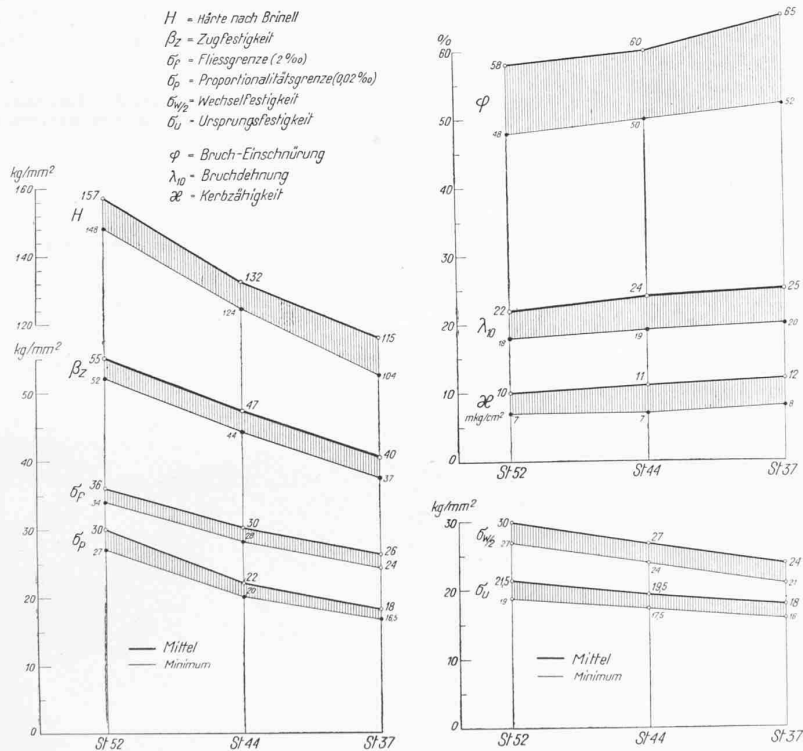 H = Härte nach Brinell
βz = Zugfestigkeit
σf = Fliessgrenze (2 ‰)
σp = Proportionalitätsgrenze (0,02 ‰)
σw/2 = Wechselfestigkeit
σu = Ursprungsfestigkeit
φ = Bruch-Einschnürung
λ10 = Bruchdehnung
ϰ = Kerbzähigkeit
kg/mm²
160
140
120
H
157
148
132
124
115
104
kg/mm²
50
40
30
20
10
0
βz
55
52
47
44
40
37
σf
36
34
30
28
26
24
σp
30
27
22
20
18
16,5
Mittel
Minimum
St 52
St 44
St 37
%
60
50
40
30
20
10
0
φ
58
48
60
50
65
52
λ10
22
18
24
19
25
20
ϰ
mkg/cm²
10
7
11
7
12
8
St 52
St 44
St 37
kg/mm²
30
20
10
0
σw/2
30
27
27
24
24
21
σu
21,5
19
19,5
17,5
18
16
Mittel
Minimum
St 52
St 44
St 37